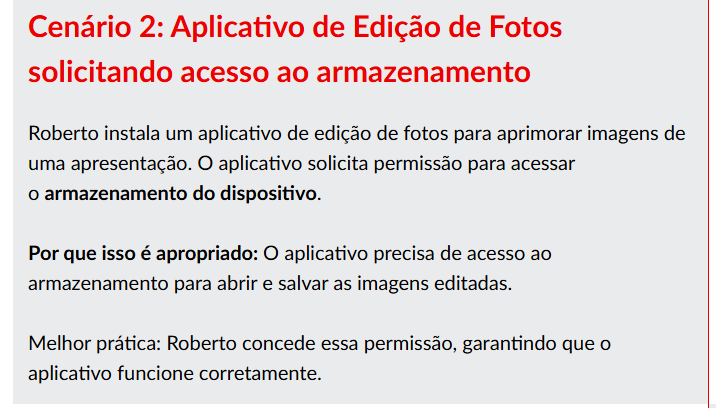 Cenário 2: Aplicativo de Edição de Fotos
solicitando acesso ao armazenamento
Roberto instala um aplicativo de edição de fotos para aprimorar imagens de
uma apresentação. O aplicativo solicita permissão para acessar
o armazenamento do dispositivo.
Por que isso é apropriado: O aplicativo precisa de acesso ao
armazenamento para abrir e salvar as imagens editadas.
Melhor prática: Roberto concede essa permissão, garantindo que o
aplicativo funcione corretamente.